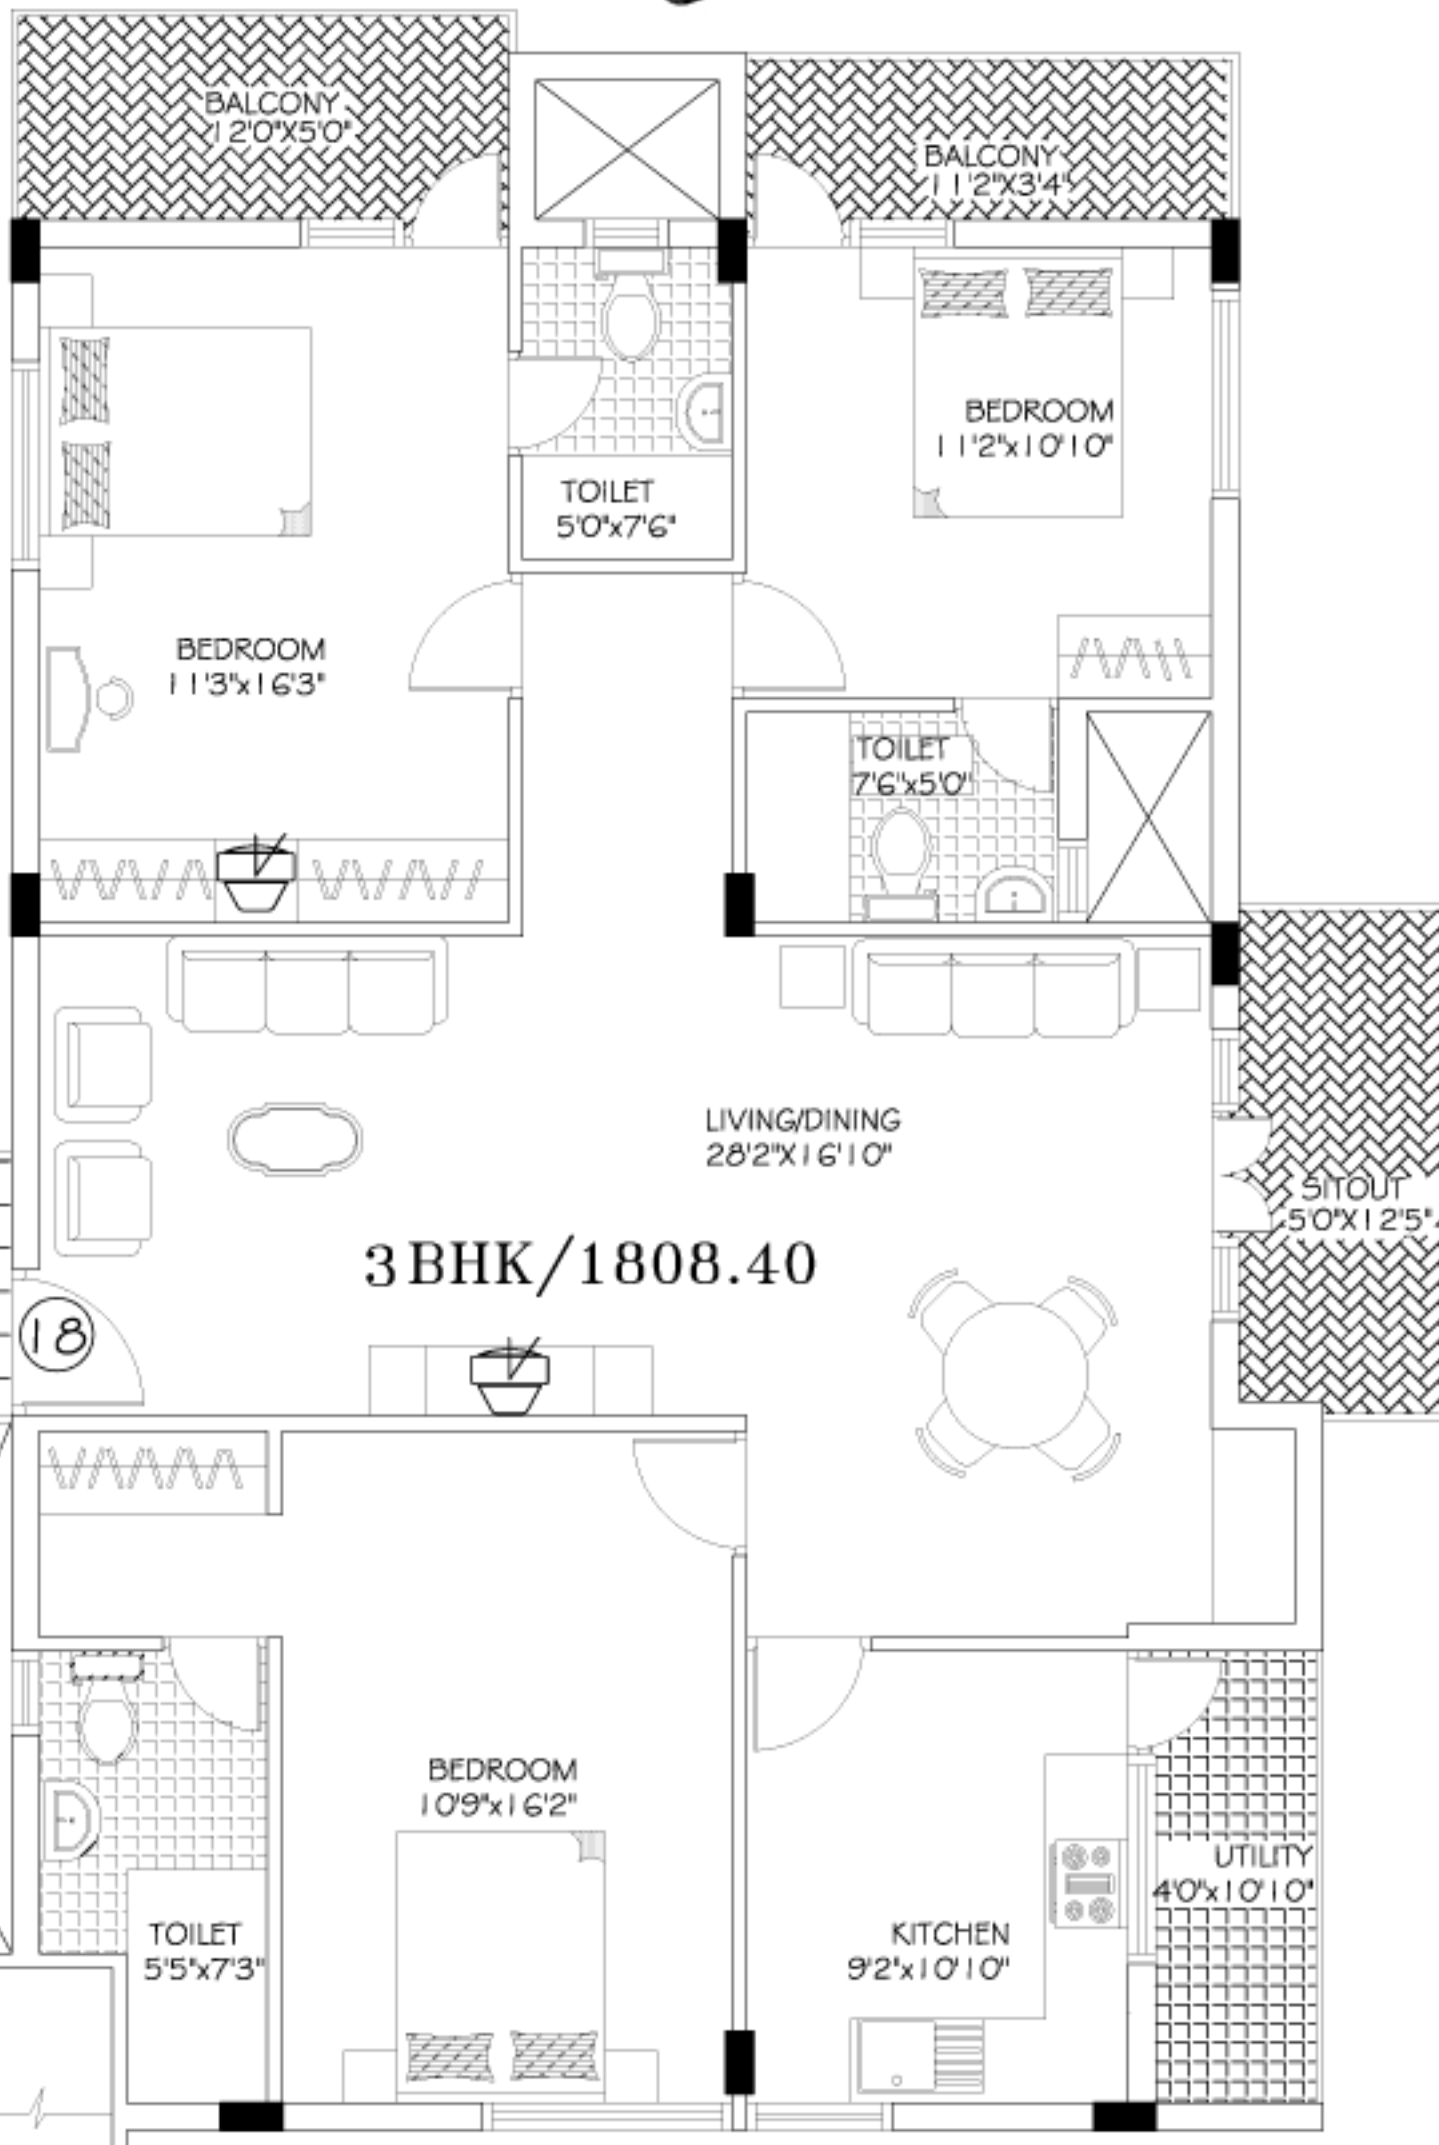 BALCONY
12'0"X5'0"
BALCONY
11'2"X3'4"
BEDROOM
11'2"x10'10"
TOILET
5'0"x7'6"
BEDROOM
11'3"x16'3"
TOILET
7'6"x5'0"
LIVING/DINING
28'2"X16'10"
SITOUT
5'0"X12'5"
3BHK/1808.40
18
BEDROOM
10'9"x16'2"
UTILITY
4'0"x10'10"
TOILET
5'5"x7'3"
KITCHEN
9'2"x10'10"